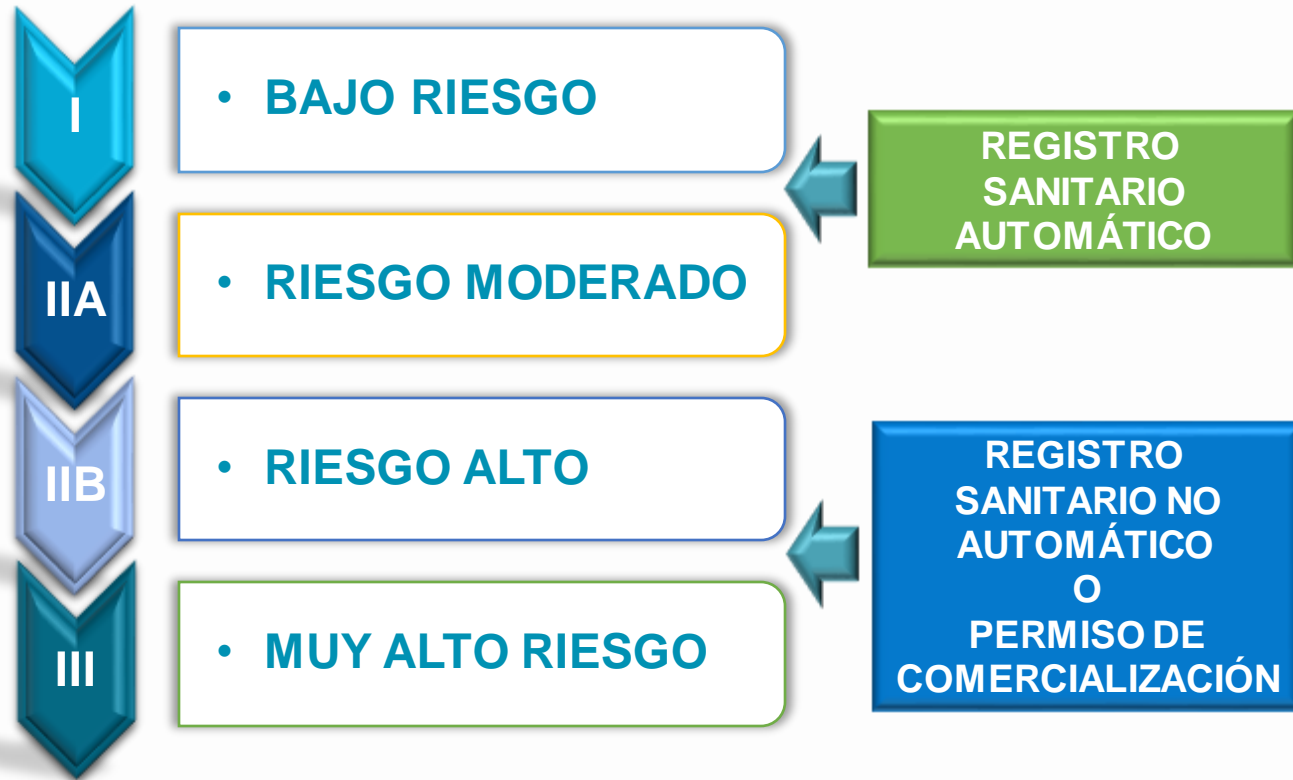 I
• BAJO RIESGO
IIA
• RIESGO MODERADO
REGISTRO
SANITARIO
AUTOMÁTICO
IIB
• RIESGO ALTO
III
• MUY ALTO RIESGO
REGISTRO
SANITARIO NO
AUTOMÁTICO
O
PERMISO DE
COMERCIALIZACIÓN